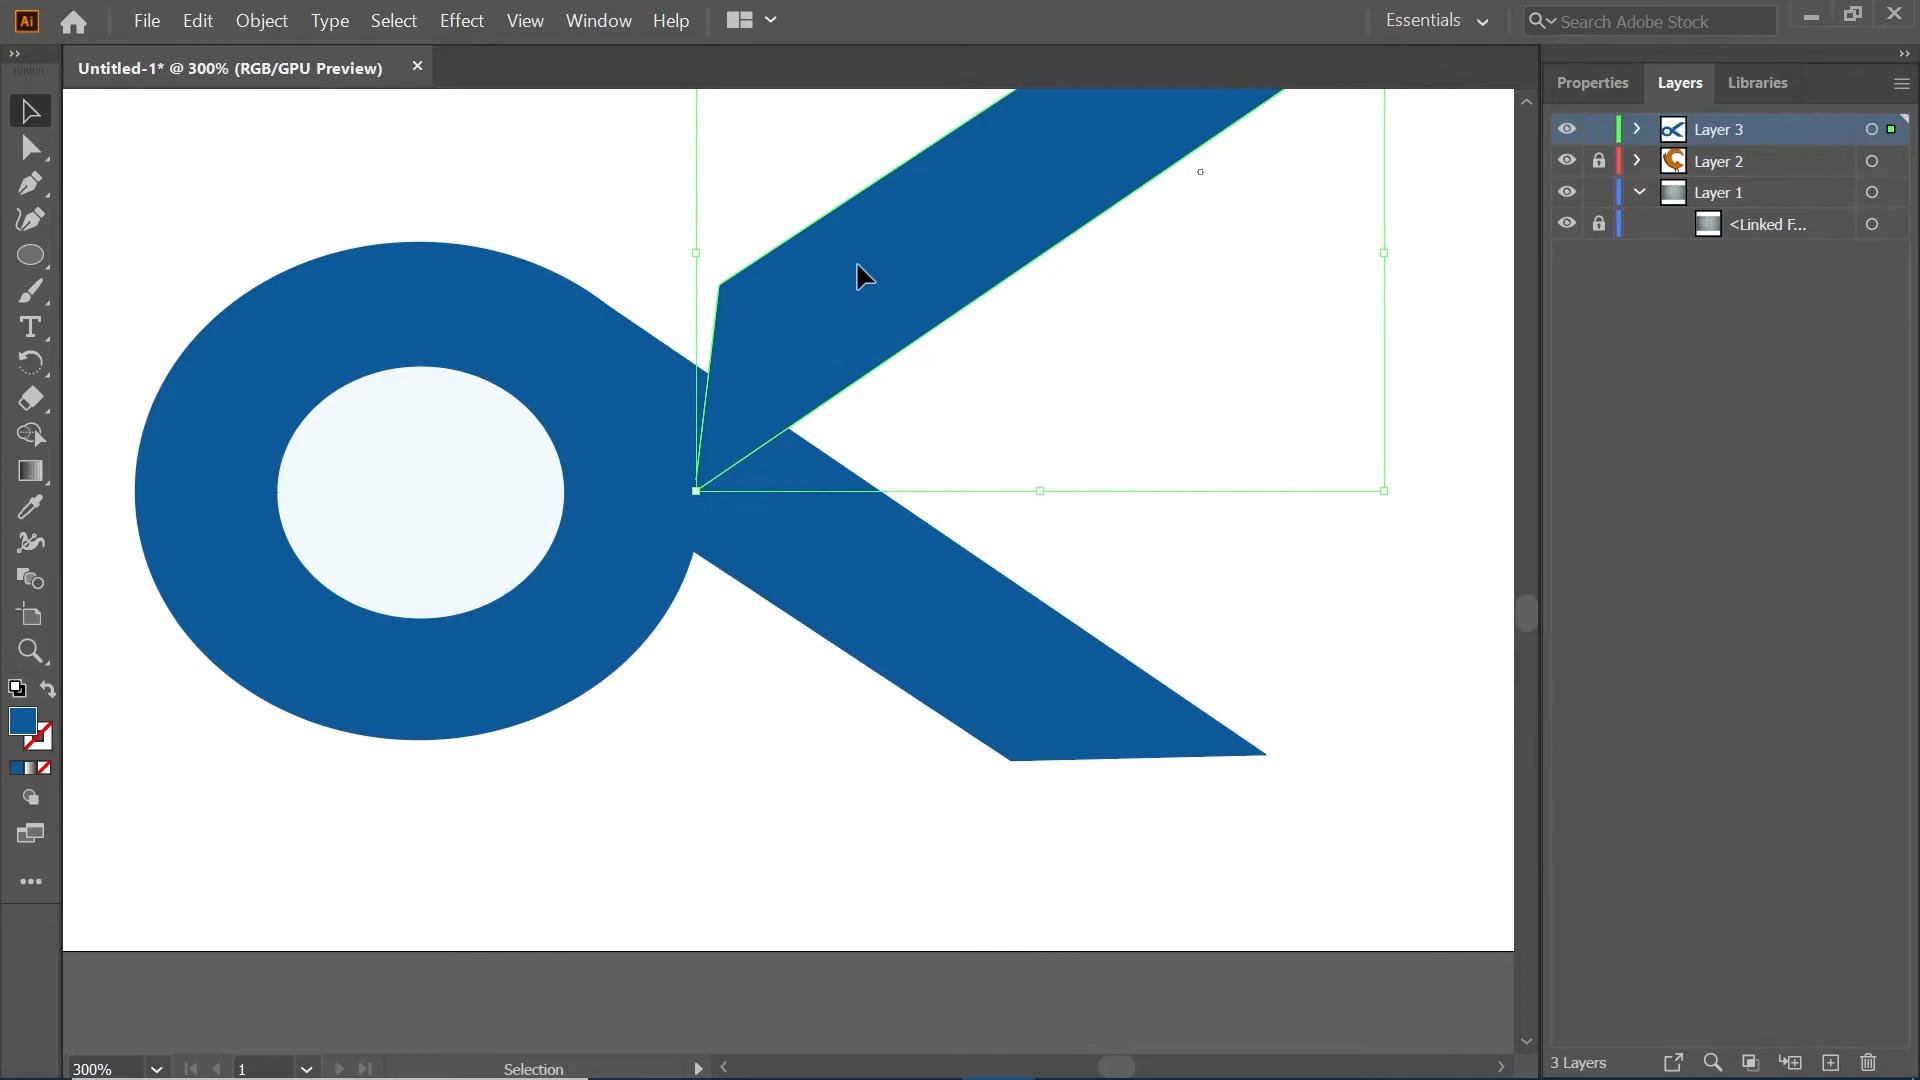 Ai File Edit Object Type Select Effect View Window Help Essentials Search Adobe Stock
Untitled-1* @ 300% (RGB/GPU Preview)
Properties Layers Libraries
Layer 3
Layer 2
Layer 1
<Linked F...
T
300% 1 Selection
3 Layers